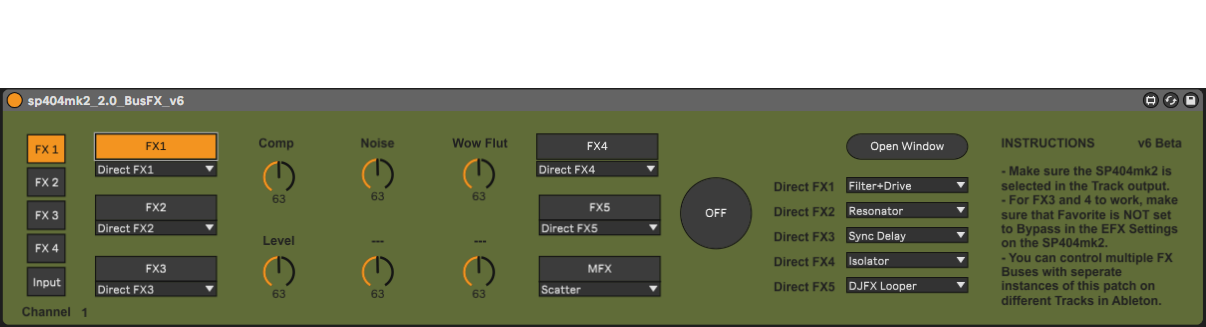 sp404mk2_2.0_BusFX_v6
FX 1
FX 2
FX 3
FX 4
Input
Channel 1
FX1
Direct FX1
FX2
Direct FX2
FX3
Direct FX3
Comp
63
Noise
63
Wow Flut
63
Level
63
---
63
---
63
FX4
Direct FX4
FX5
Direct FX5
MFX
Scatter
OFF
Open Window
Direct FX1 Filter+Drive
Direct FX2 Resonator
Direct FX3 Sync Delay
Direct FX4 Isolator
Direct FX5 DJFX Looper
INSTRUCTIONS v6 Beta
- Make sure the SP404mk2 is
selected in the Track output.
- For FX3 and 4 to work, make
sure that Favorite is NOT set
to Bypass in the EFX Settings
on the SP404mk2.
- You can control multiple FX
Buses with seperate
instances of this patch on
different Tracks in Ableton.